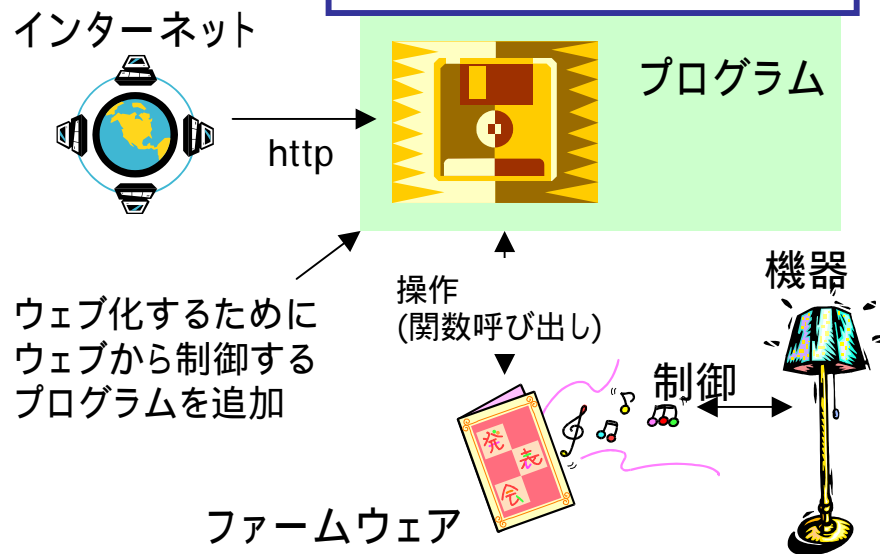 インターネット
プログラム
http
機器
操作
(関数呼び出し)
ウェブ化するために
ウェブから制御する
プログラムを追加
制御
発表会
ファームウェア